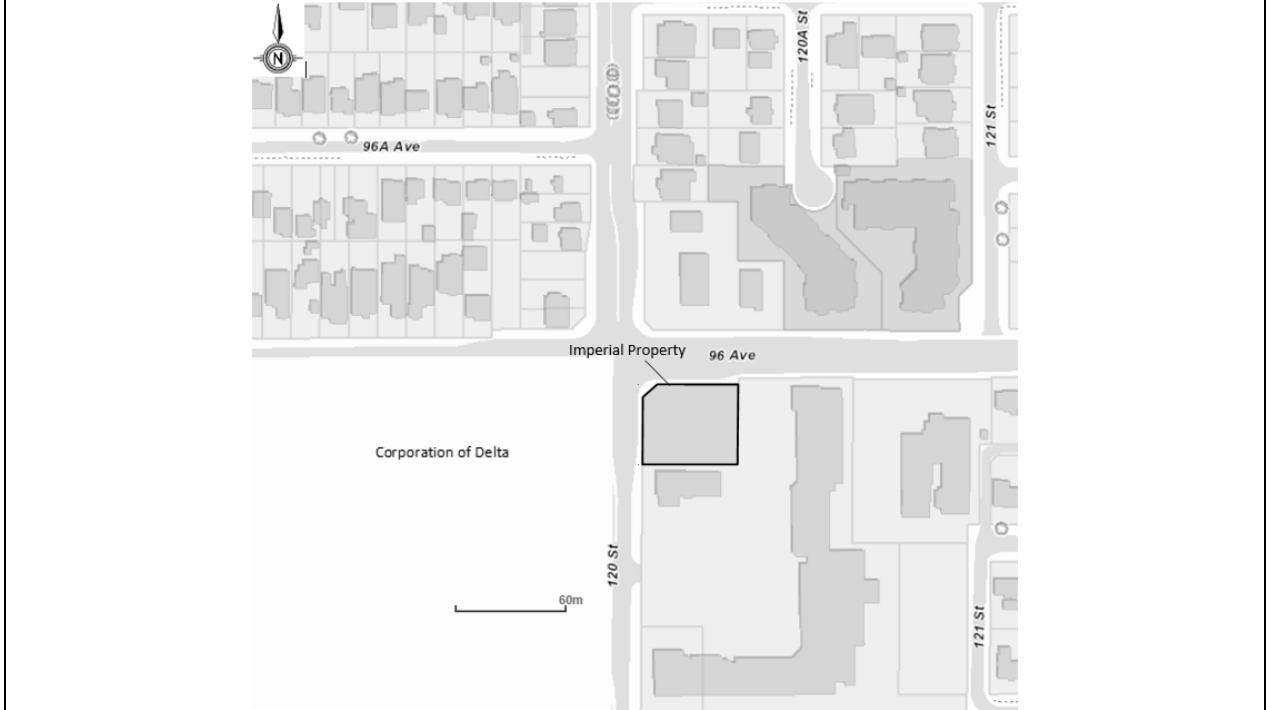 N
120A St
121 St
96A Ave
Imperial Property
96 Ave
Corporation of Delta
120 St
60m
121 St